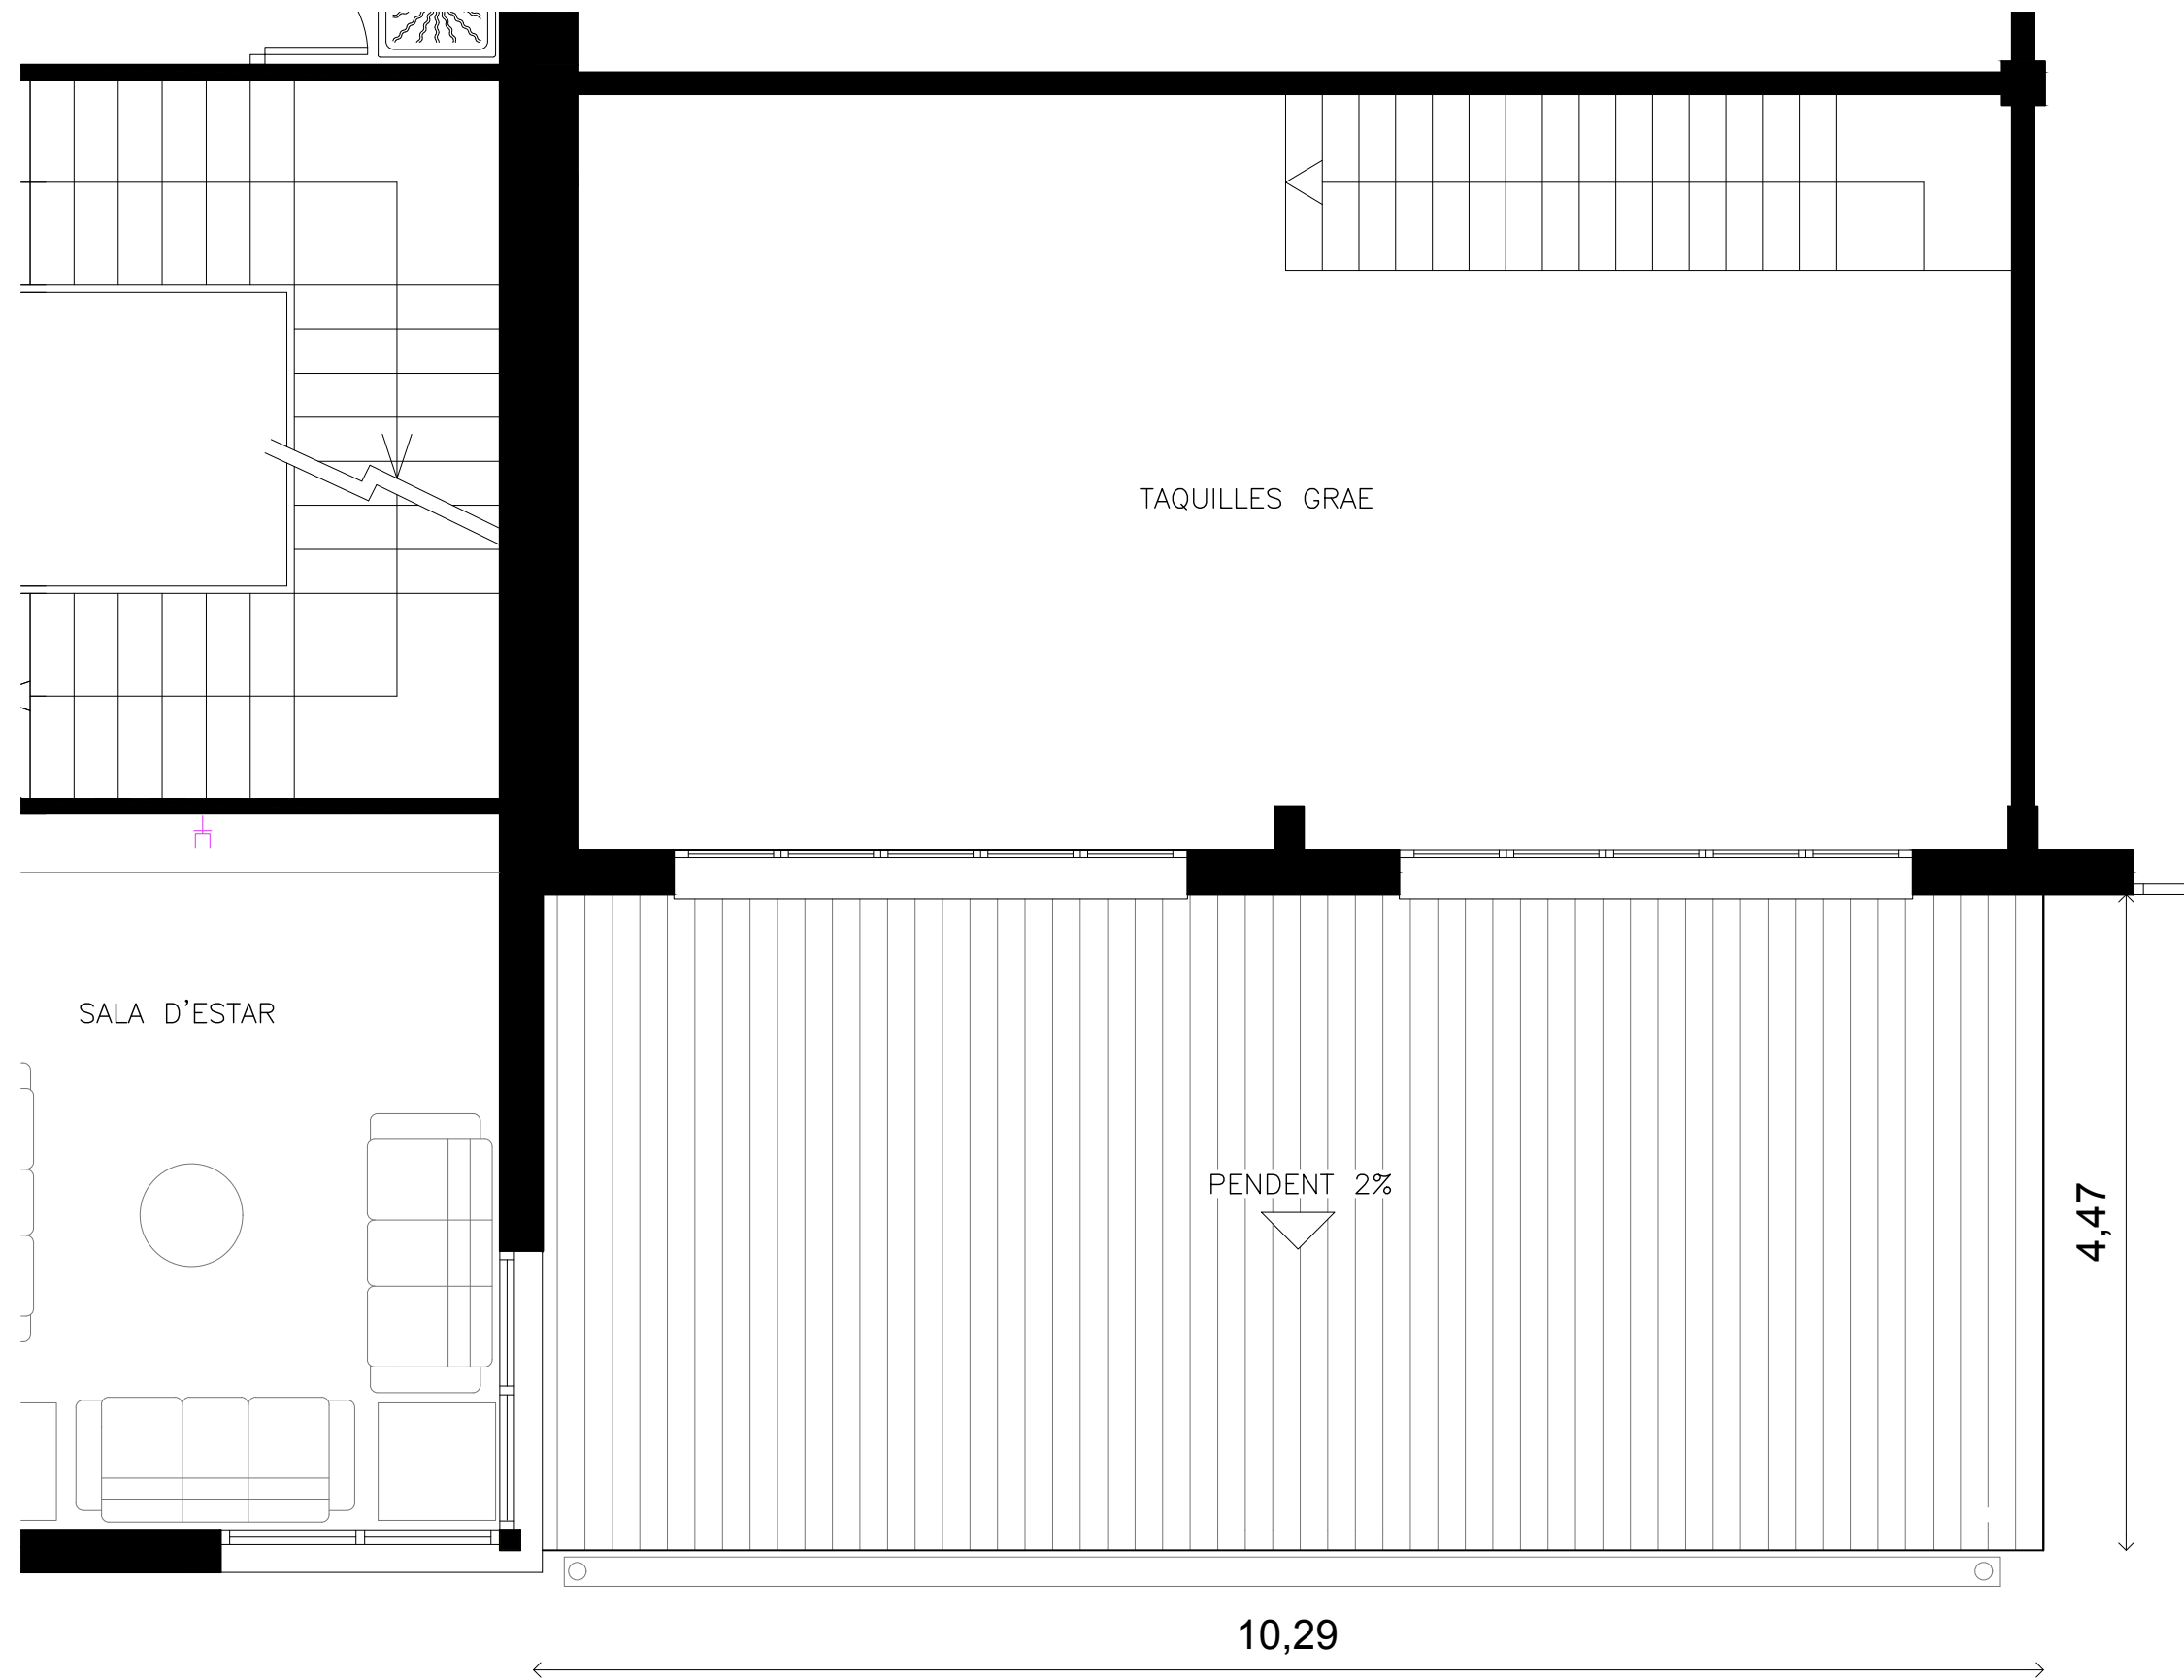 TAQUILLES GRAE
SALA D'ESTAR
PENDENT 2%
4,47
10,29